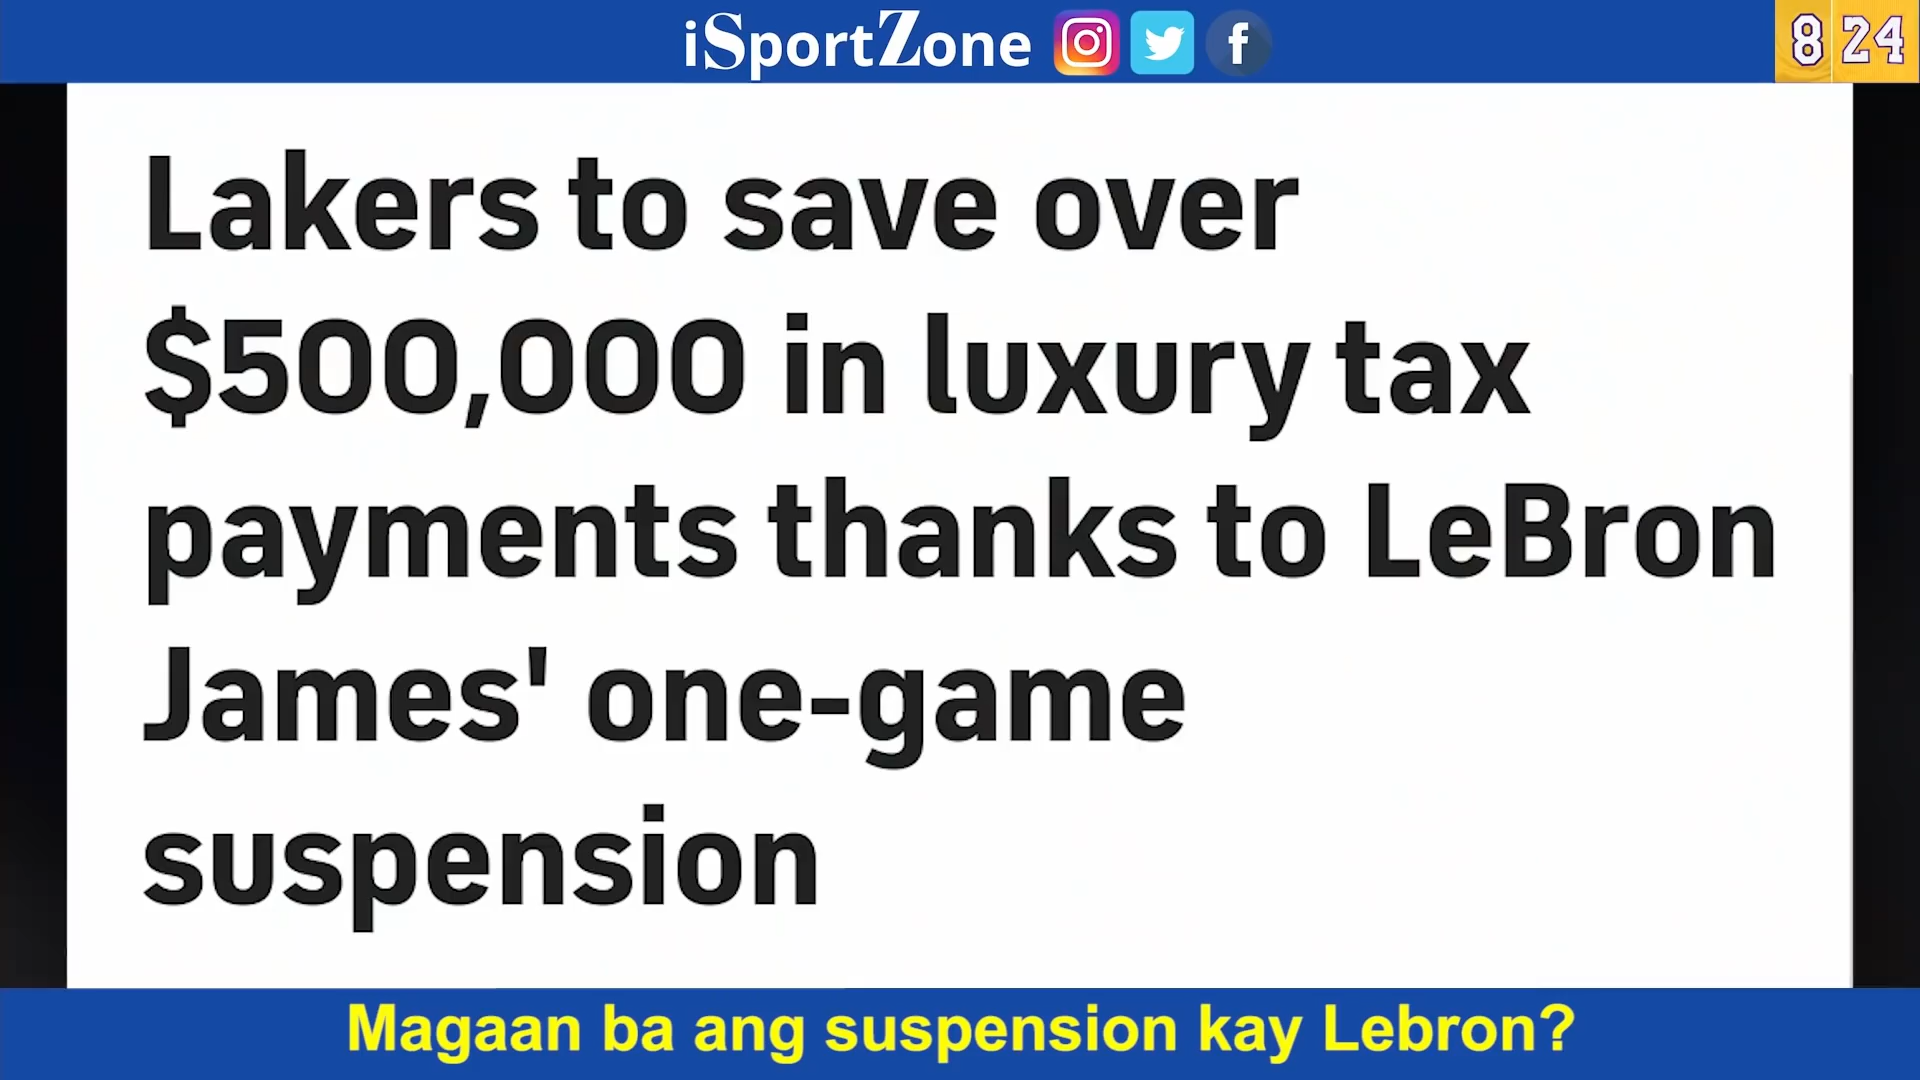 iSportZone
8 24
Lakers to save over
$500,000 in luxury tax
payments thanks to LeBron
James' one-game
suspension
Magaan ba ang suspension kay Lebron?